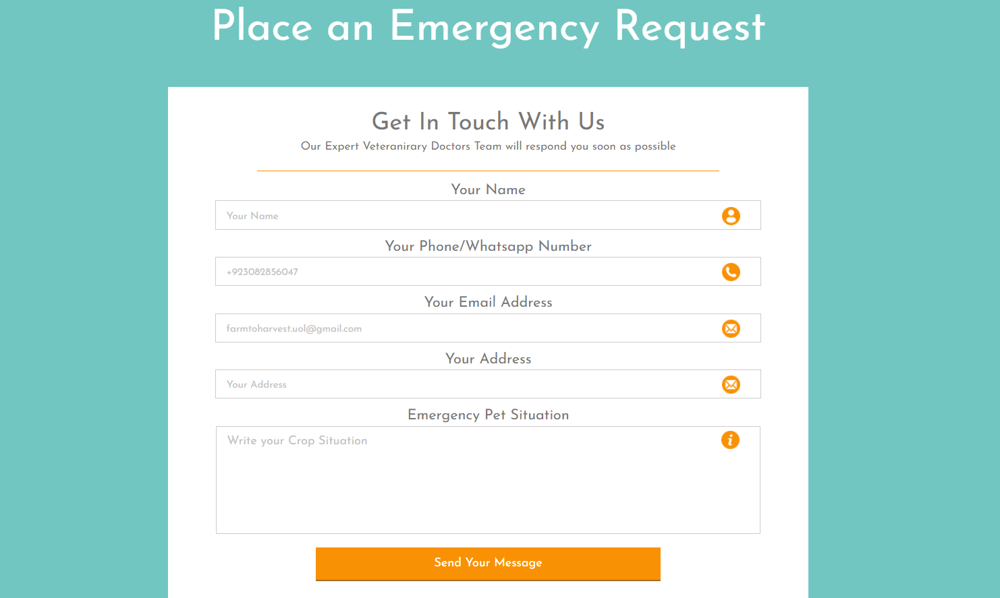 Place an Emergency Request
Get In Touch With Us
Our Expert Veteranirary Doctors Team will respond you soon as possible
Your Name
Your Name
Your Phone/Whatsapp Number
+923082856047
Your Email Address
farmtoharvest.uol@gmail.com
Your Address
Your Address
Emergency Pet Situation
Write your Crop Situation
Send Your Message